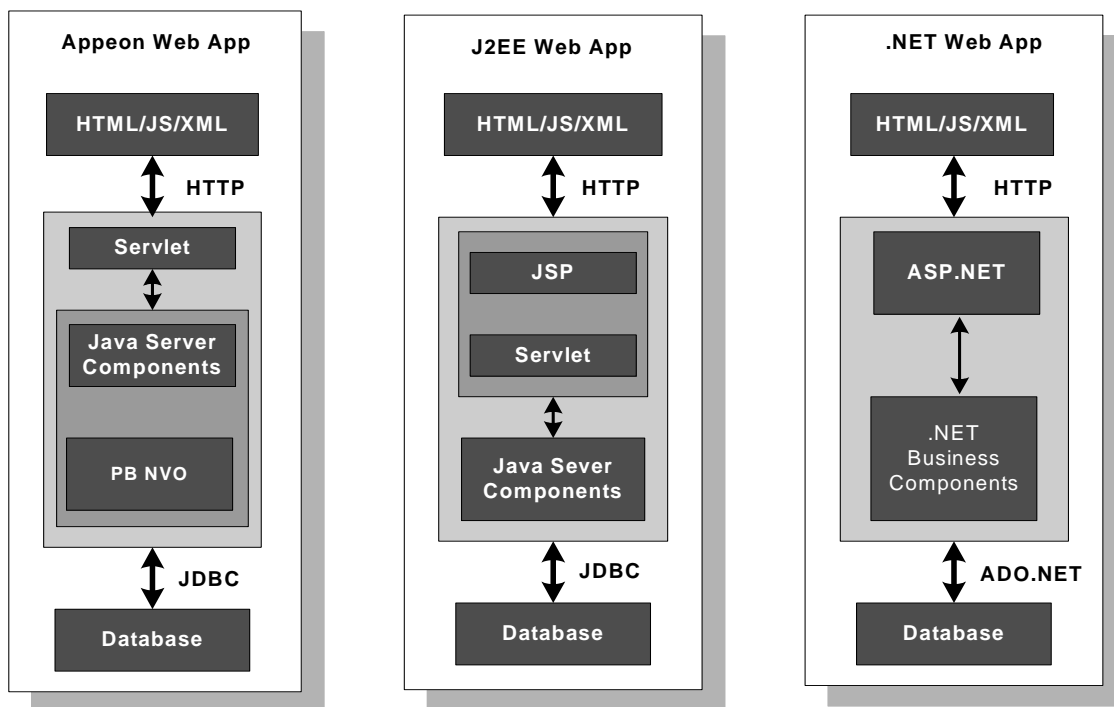 Appeon Web App
HTML/JS/XML
HTTP
Servlet
Java Server
Components
PB NVO
JDBC
Database
J2EE Web App
HTML/JS/XML
HTTP
JSP
Servlet
Java Sever
Components
JDBC
Database
.NET Web App
HTML/JS/XML
HTTP
ASP.NET
.NET
Business
Components
ADO.NET
Database